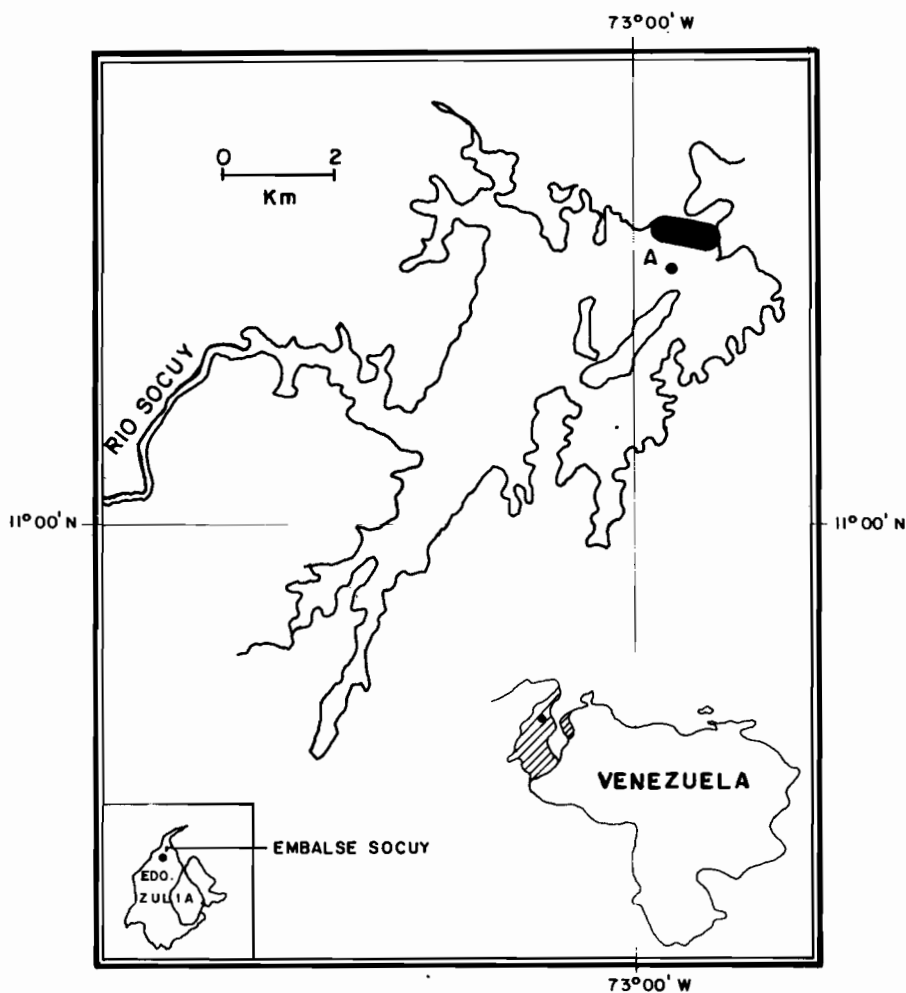 73°00' W
0 2
Km
A
RIO SOCUY
11°00' N
11°00' N
VENEZUELA
EMBALSE SOCUY
EDO.
ZULIA
73°00' W